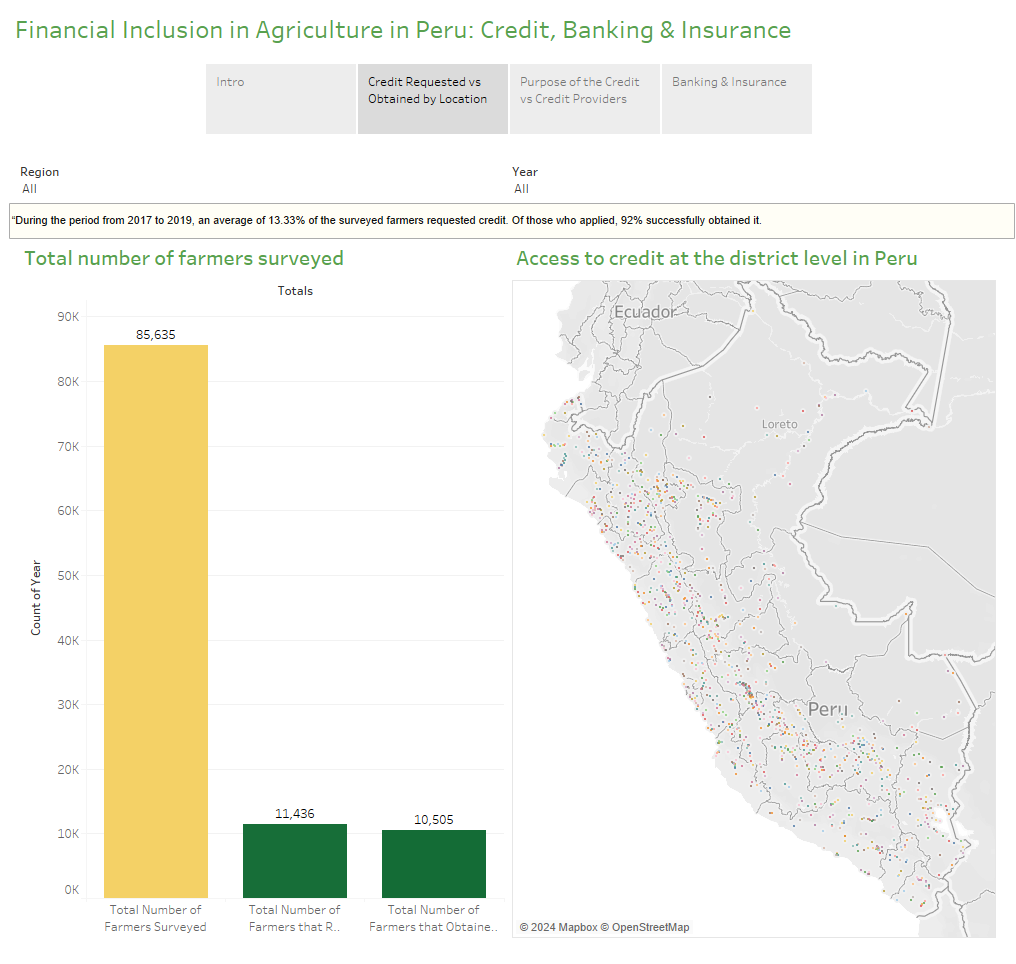 Financial Inclusion in Agriculture in Peru: Credit, Banking & Insurance
Intro
Credit Requested vs
Obtained by Location
Purpose of the Credit
vs Credit Providers
Banking & Insurance
Region
All
Year
All
"During the period from 2017 to 2019, an average of 13.33% of the surveyed farmers requested credit. Of those who applied, 92% successfully obtained it.
Total number of farmers surveyed
Totals
90K
80K
70K
60K
50K
40K
30K
20K
10K
0K
Count of Year
85,635
11,436
10,505
Total Number of
Farmers Surveyed
Total Number of
Farmers that R..
Total Number of
Farmers that Obtaine..
Access to credit at the district level in Peru
Ecuador
Loreto
Peru
© 2024 Mapbox © OpenStreetMap